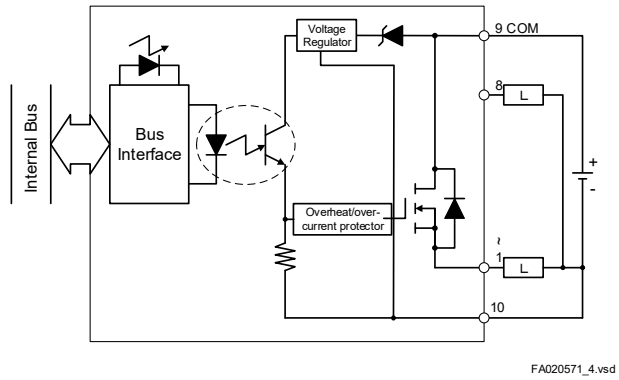 Voltage
Regulator
9 COM
8
L
Internal Bus
Bus
Interface
+
-
Overheat/over-
current protector
~
1
L
10
FA020571_4.vsd